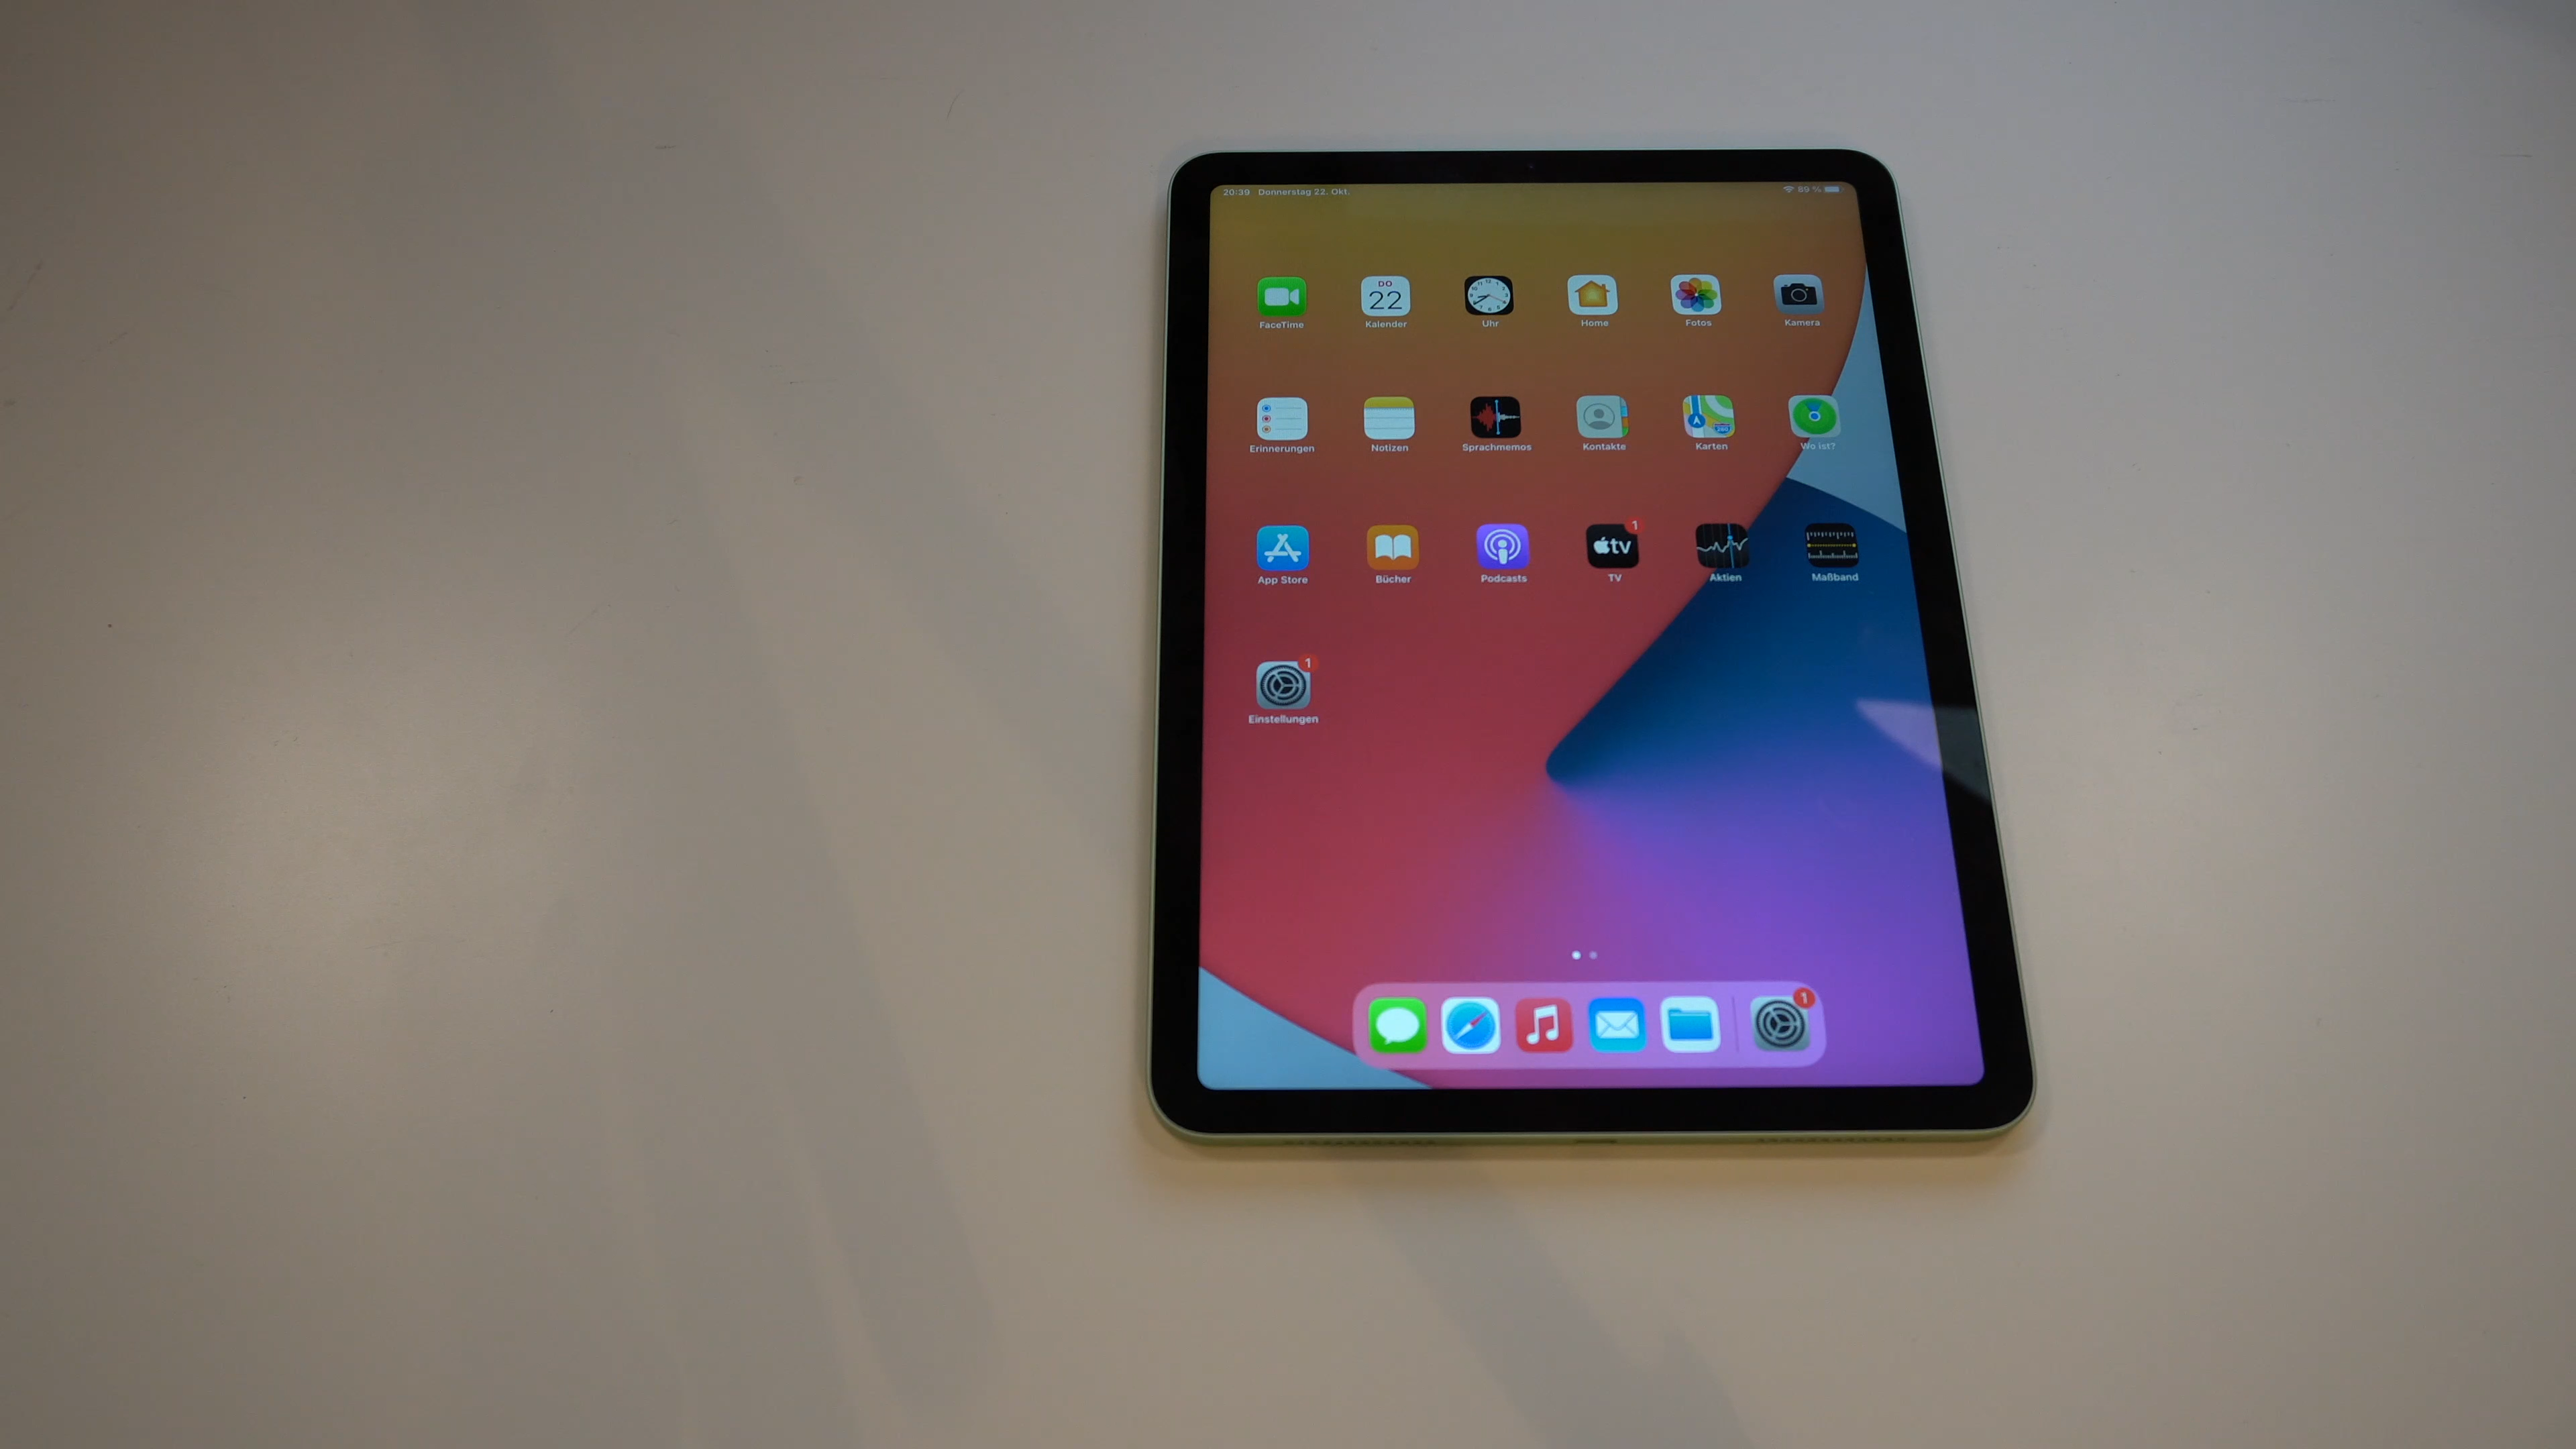 20:39 Donnerstag 22. Okt.
89 %
DO
22
FaceTime
Kalender
Uhr
Home
Fotos
Kamera
Erinnerungen
Notizen
Sprachmemos
Kontakte
Karten
Wo ist?
tv
1
App Store
Bücher
Podcasts
TV
Aktien
Maßband
1
Einstellungen
1